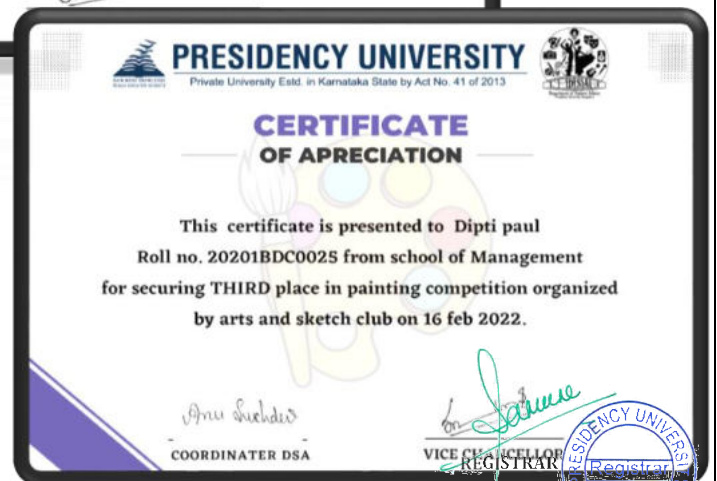 PRESIDENCY UNIVERSITY
Private University Estd. in Karnataka State by Act No. 41 of 2013
CERTIFICATE
OF APRECIATION
This certificate is presented to Dipti paul
Roll no. 20201BDC0025 from school of Management
for securing THIRD place in painting competition organized
by arts and sketch club on 16 feb 2022.
COORDINATER DSA
VICE CHANCELLOR
REGISTRAR
Registrar